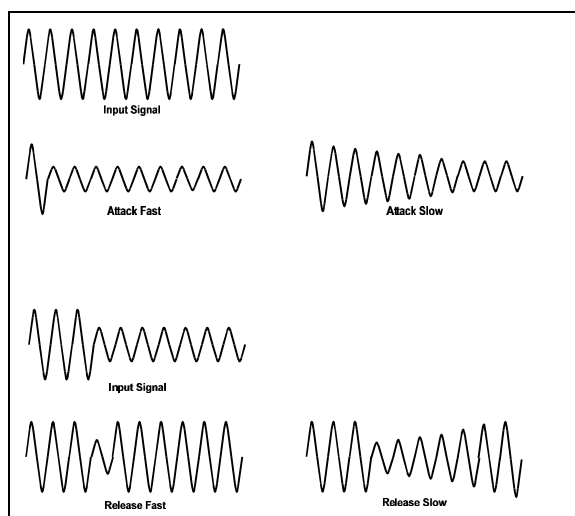 Input Signal
Attack Fast
Attack Slow
Input Signal
Release Fast
Release Slow